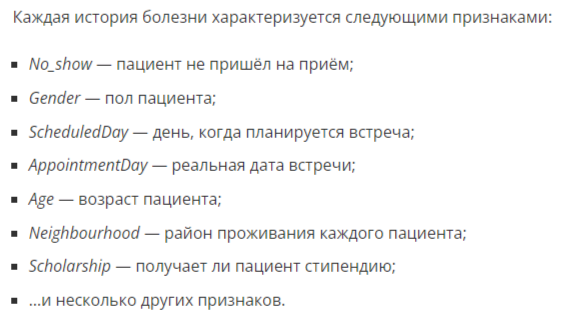 Каждая история болезни характеризуется следующими признаками:
▪ No_show — пациент не пришёл на приём;
▪ Gender — пол пациента;
▪ ScheduledDay — день, когда планируется встреча;
▪ AppointmentDay — реальная дата встречи;
▪ Age — возраст пациента;
▪ Neighbourhood — район проживания каждого пациента;
▪ Scholarship — получает ли пациент стипендию;
▪ ...и несколько других признаков.